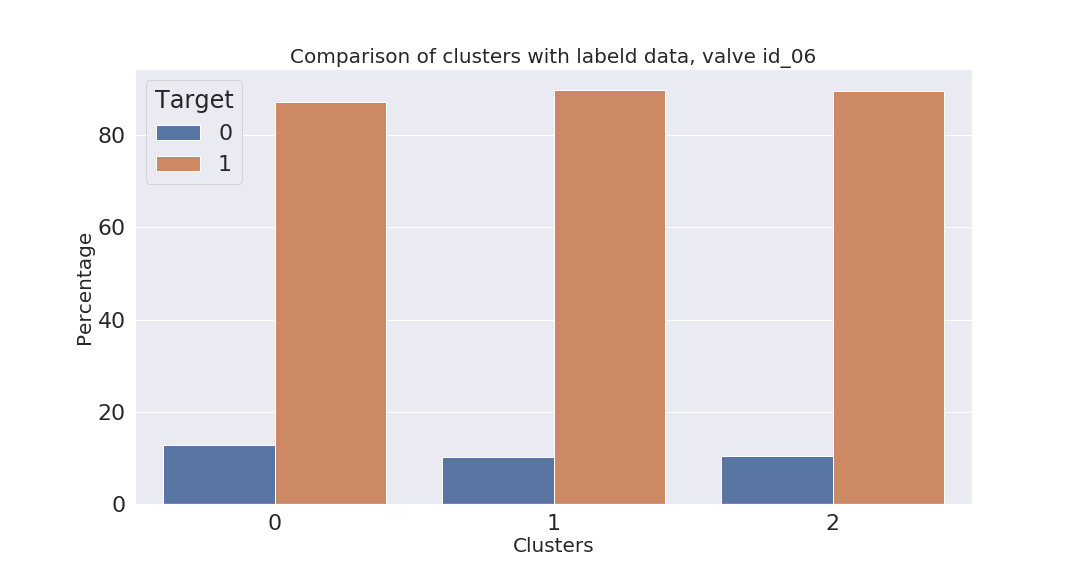 Comparison of clusters with labeld data, valve id_06
Target
0
1
80
60
40
20
0
Percentage
0 1 2
Clusters